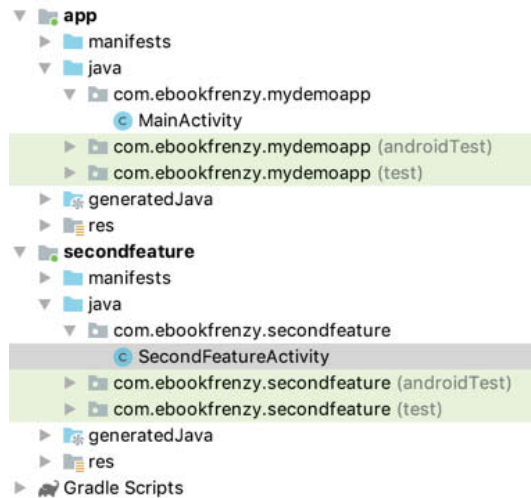 app
manifests
java
com.ebookfrenzy.mydemoapp
MainActivity
com.ebookfrenzy.mydemoapp (androidTest)
com.ebookfrenzy.mydemoapp (test)
generatedJava
res
secondfeature
manifests
java
com.ebookfrenzy.secondfeature
SecondFeatureActivity
com.ebookfrenzy.secondfeature (androidTest)
com.ebookfrenzy.secondfeature (test)
generatedJava
res
Gradle Scripts